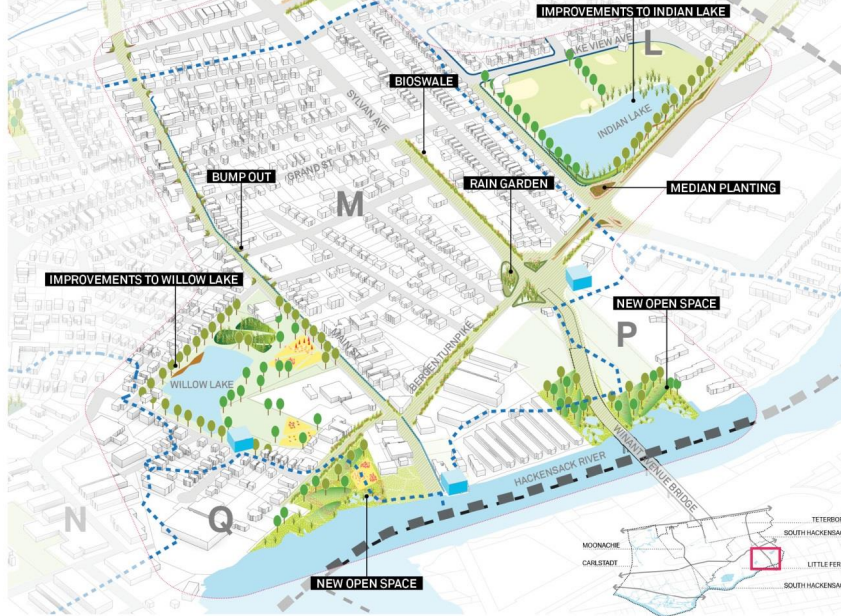 IMPROVEMENTS TO INDIAN LAKE
LAKE VIEW AVE
L
BIOSWALE
SYLVAN AVE
INDIAN LAKE
GRAND ST
BUMP OUT
M
RAIN GARDEN
MEDIAN PLANTING
IMPROVEMENTS TO WILLOW LAKE
NEW OPEN SPACE
P
MAIN ST
BERGEN TURNPIKE
WILLOW LAKE
WINANT AVENUE BRIDGE
HACKENSACK RIVER
N
Q
NEW OPEN SPACE
TETERBOR
SOUTH HACKENSAC
MOONACHIE
CARLSTADT
LITTLE FER
SOUTH HACKENSA